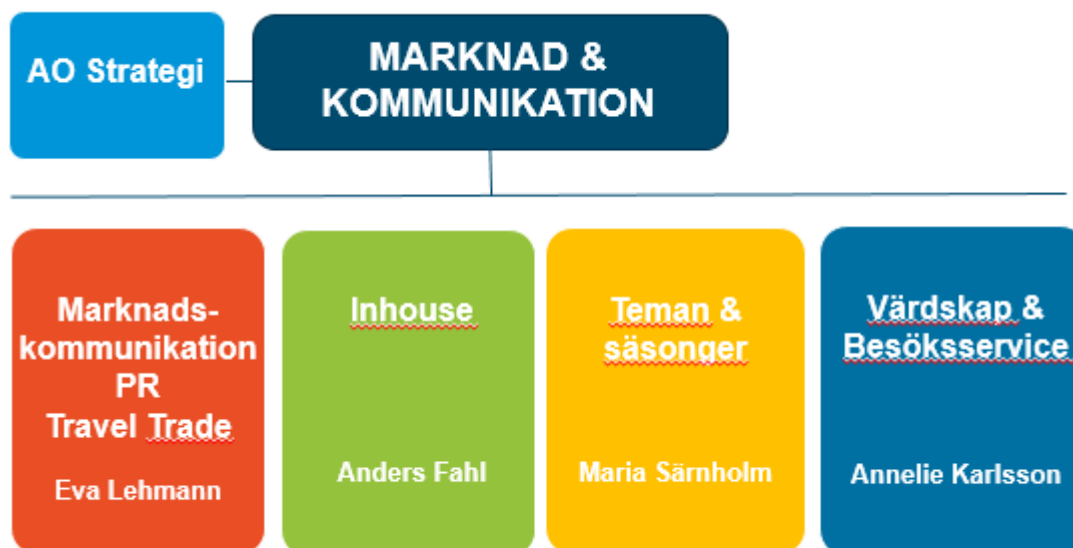 AO Strategi
MARKNAD &
KOMMUNIKATION
Marknads-
kommunikation
PR
Travel Trade
Eva Lehmann
Inhouse
Anders Fahl
Teman &
säsonger
Maria Särnholm
Värdskap &
Besöksservice
Annelie Karlsson